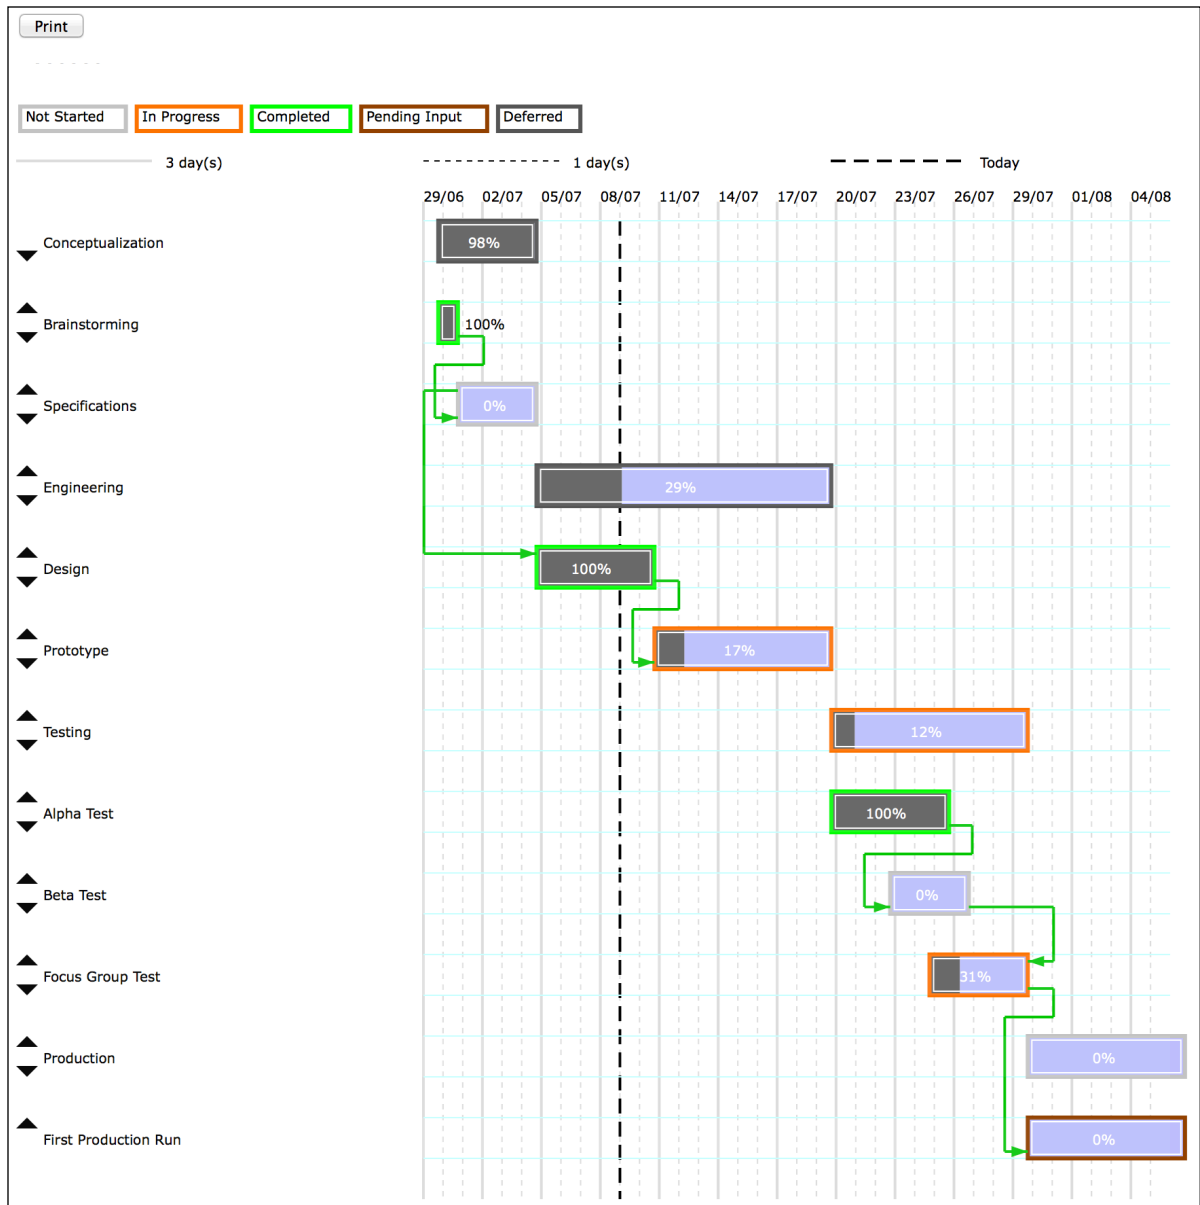 Print
Not Started In Progress Completed Pending Input Deferred
3 day(s) 1 day(s) Today
29/06 02/07 05/07 08/07 11/07 14/07 17/07 20/07 23/07 26/07 29/07 01/08 04/08
Conceptualization 98%
Brainstorming 100%
Specifications 0%
Engineering 29%
Design 100%
Prototype 17%
Testing 12%
Alpha Test 100%
Beta Test 0%
Focus Group Test 31%
Production 0%
First Production Run 0%